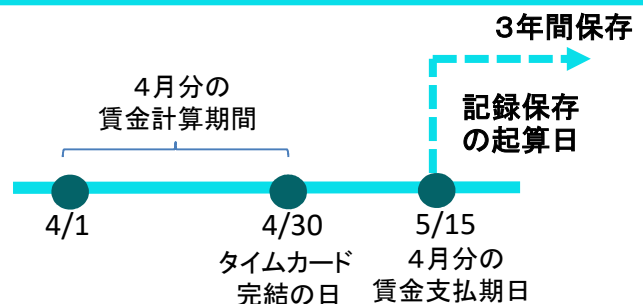 ３年間保存
４月分の
賃金計算期間
記録保存
の起算日
4/1
4/30
5/15
タイムカード
完結の日
４月分の
賃金支払期日